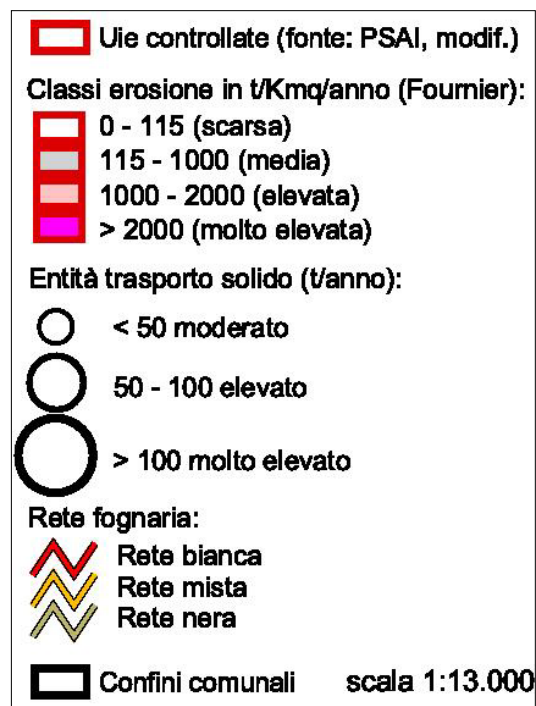 Uie controllate (fonte: PSAI, modif.)
Classi erosione in t/Kmq/anno (Fournier):
0 - 115 (scarsa)
115 - 1000 (media)
1000 - 2000 (elevata)
> 2000 (molto elevata)
Entità trasporto solido (t/anno):
< 50 moderato
50 - 100 elevato
> 100 molto elevato
Rete fognaria:
Rete bianca
Rete mista
Rete nera
Confini comunali scala 1:13.000